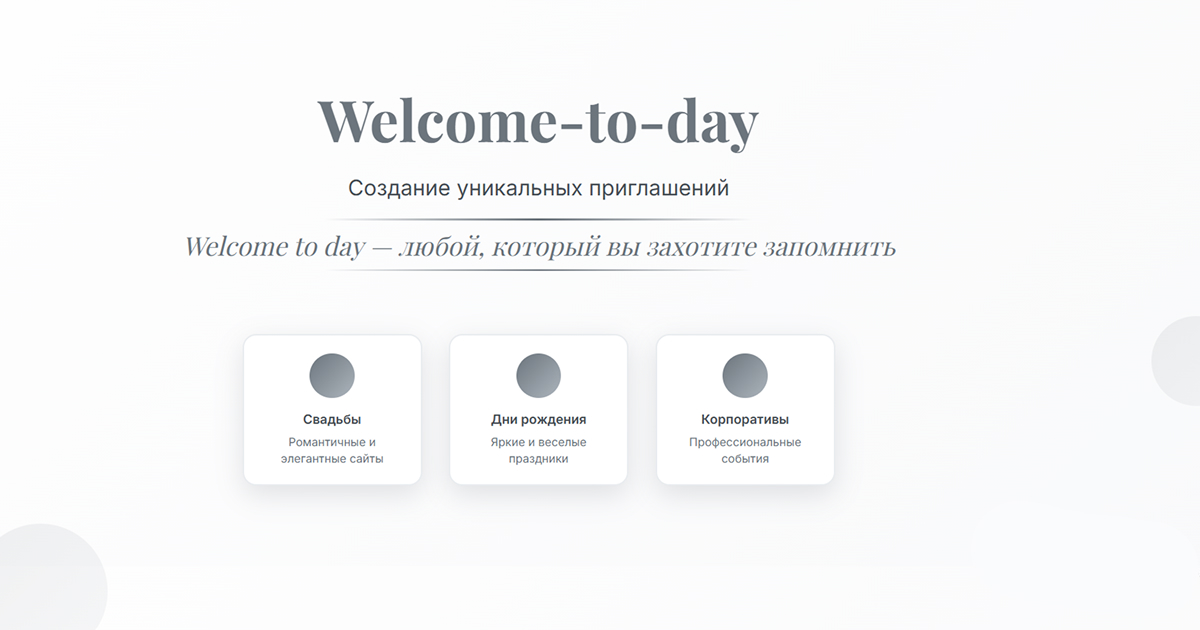 Welcome-to-day
Создание уникальных приглашений
Welcome to day — любой, который вы захотите запомнить
Свадьбы
Романтичные и
элегантные сайты
Дни рождения
Яркие и веселые
праздники
Корпоративы
Профессиональные
события